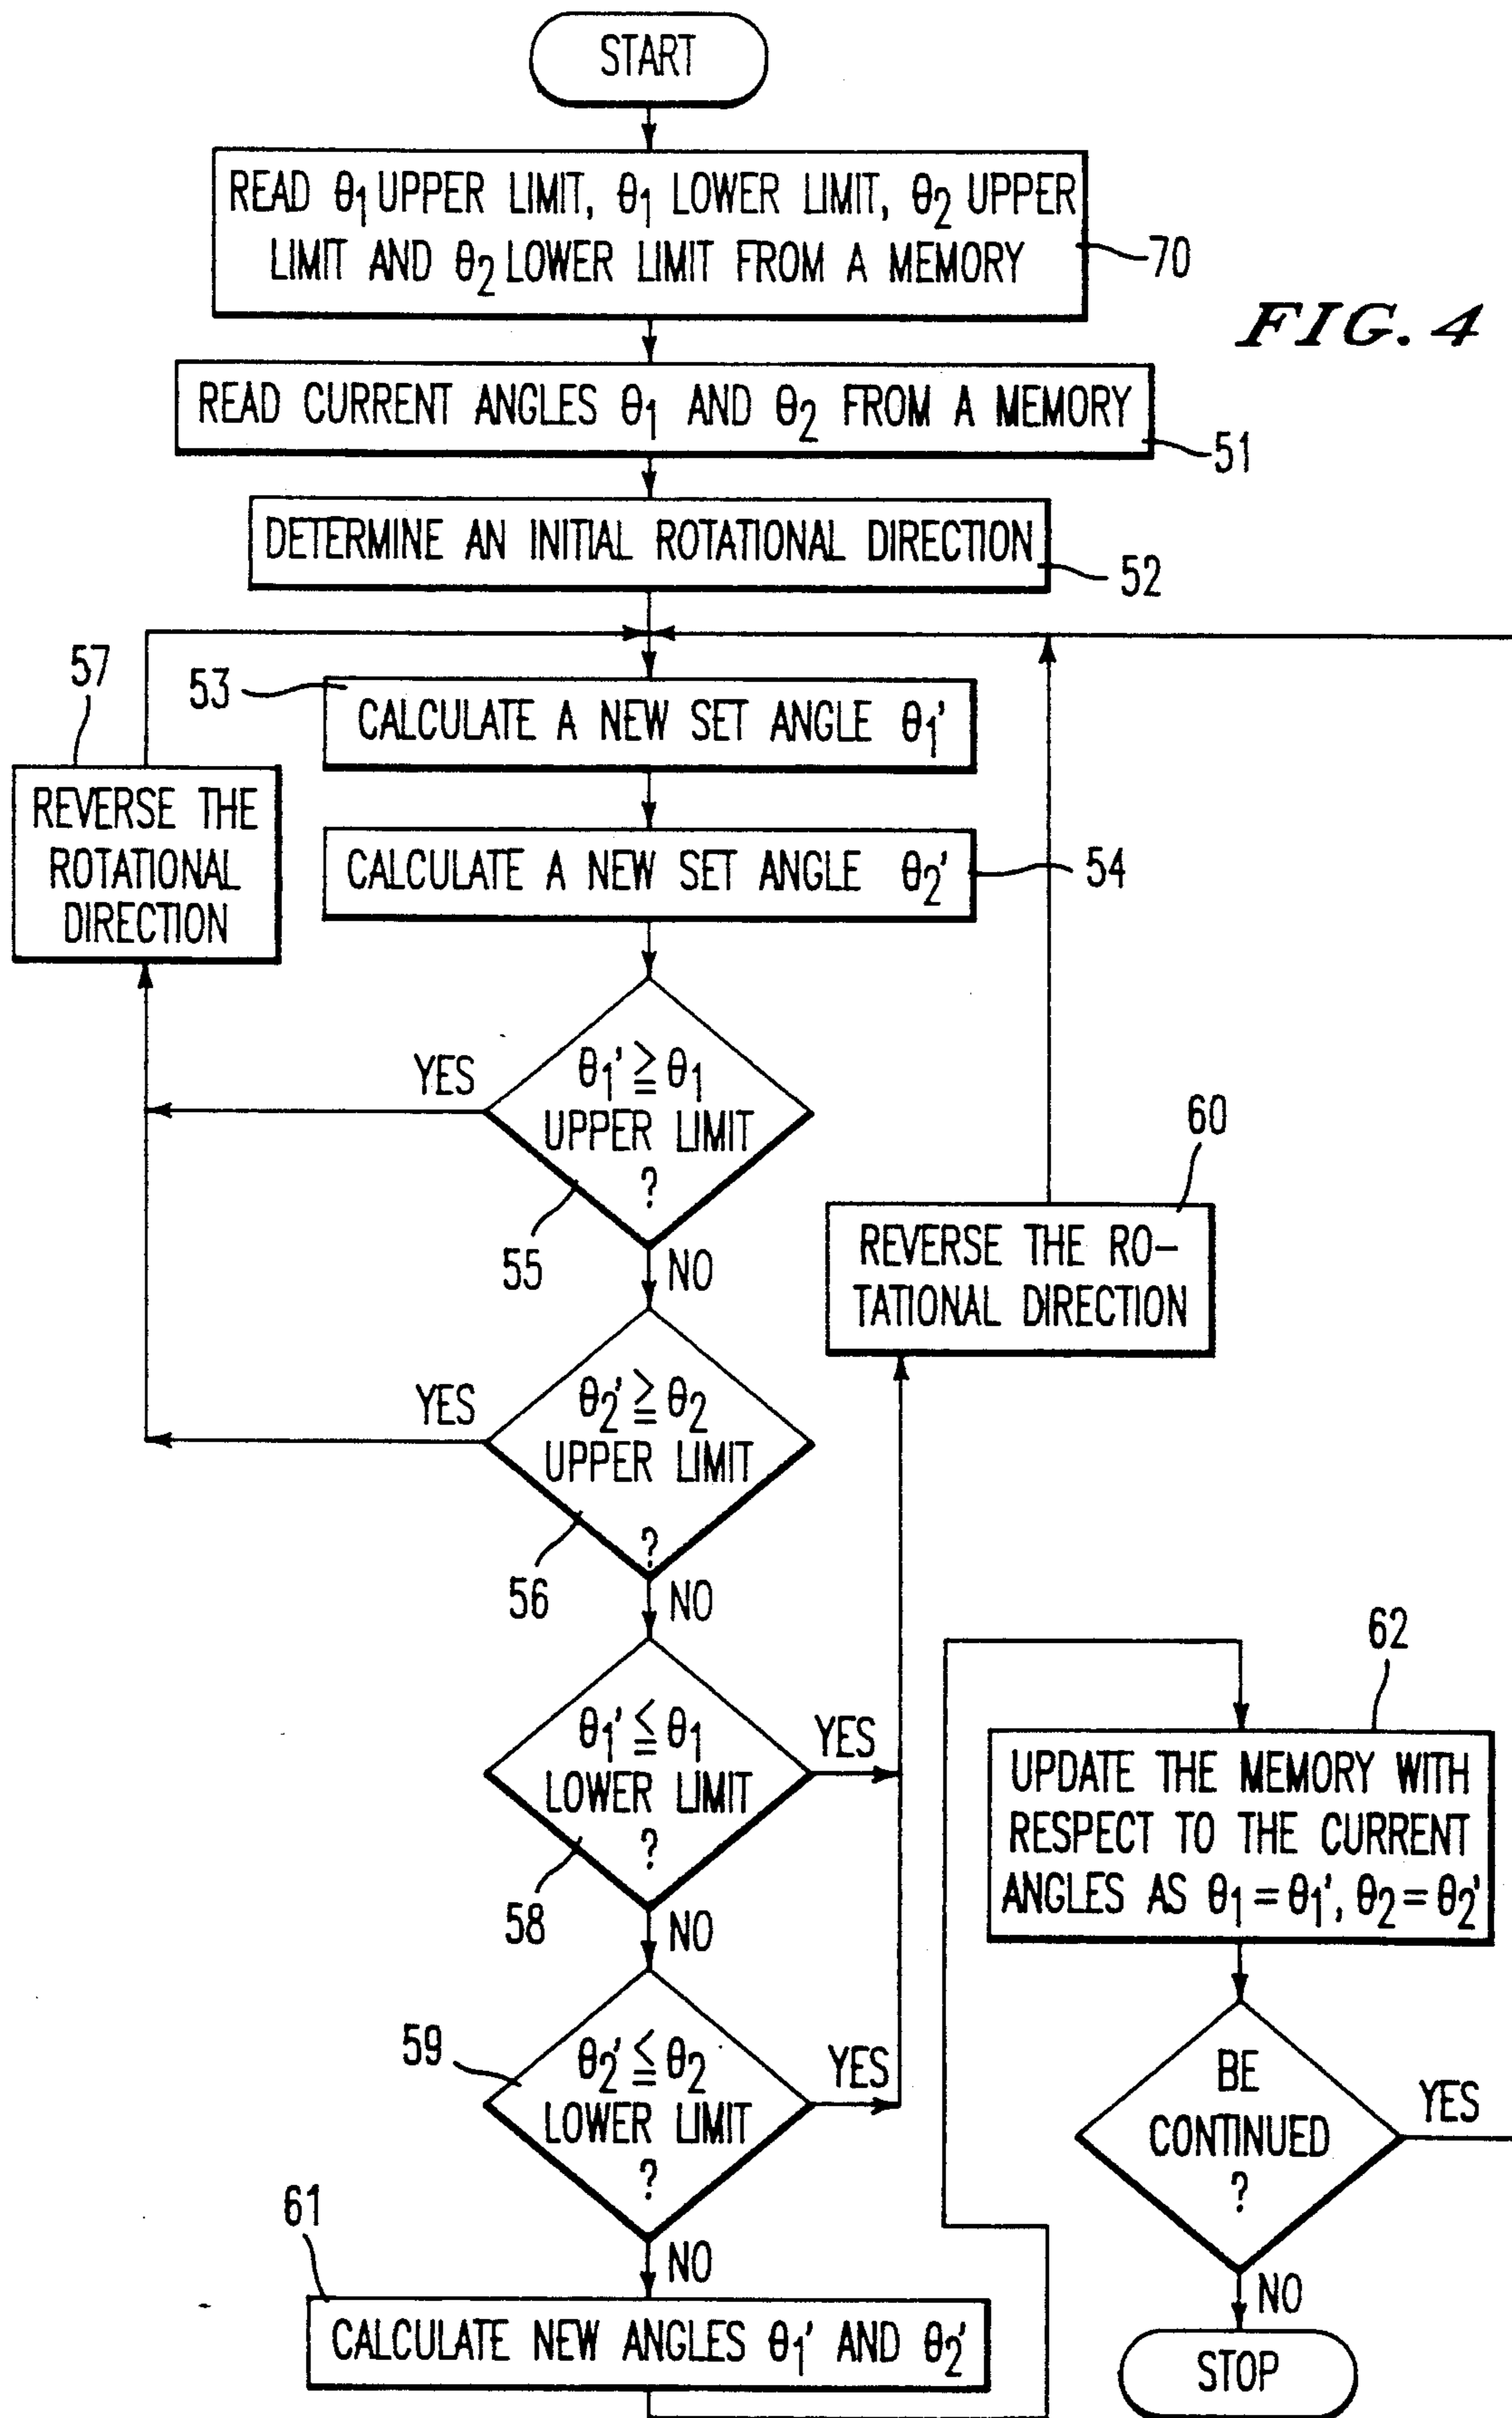 START
READ θ1 UPPER LIMIT, θ1 LOWER LIMIT, θ2 UPPER
LIMIT AND θ2 LOWER LIMIT FROM A MEMORY
70
FIG. 4
READ CURRENT ANGLES θ1 AND θ2 FROM A MEMORY
51
DETERMINE AN INITIAL ROTATIONAL DIRECTION
52
57
REVERSE THE
ROTATIONAL
DIRECTION
53
CALCULATE A NEW SET ANGLE θ1'
CALCULATE A NEW SET ANGLE θ2'
54
θ1' ≧ θ1
UPPER LIMIT
?
YES
55
NO
60
REVERSE THE RO-
TATIONAL DIRECTION
θ2' ≧ θ2
UPPER LIMIT
?
YES
56
NO
θ1' ≦ θ1
LOWER LIMIT
?
YES
58
NO
59
θ2' ≦ θ2
LOWER LIMIT
?
YES
NO
61
CALCULATE NEW ANGLES θ1' AND θ2'
62
UPDATE THE MEMORY WITH
RESPECT TO THE CURRENT
ANGLES AS θ1 = θ1', θ2 = θ2'
BE
CONTINUED
?
YES
NO
STOP